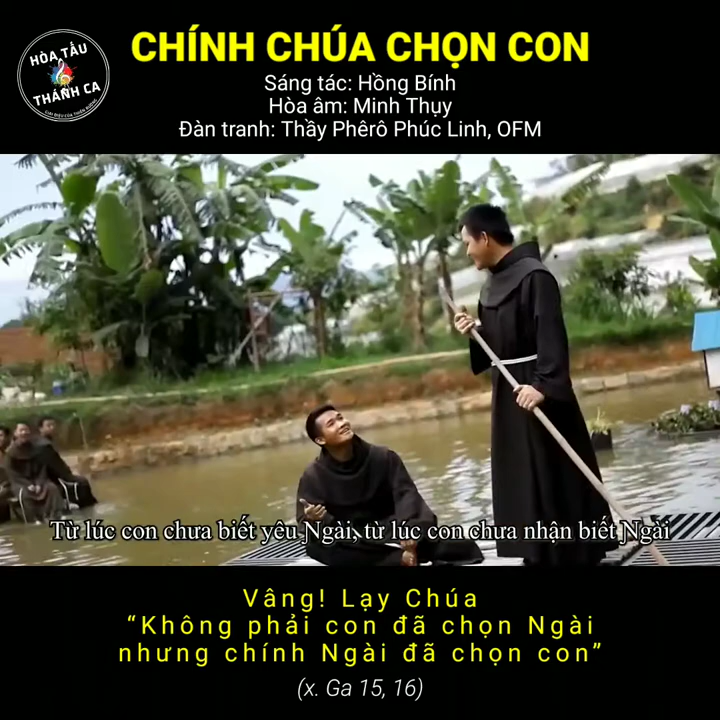 HÒA TẤU
THÁNH CA
CHÍNH CHÚA CHỌN CON
Sáng tác: Hồng Bính
Hòa âm: Minh Thụy
Đàn tranh: Thầy Phêrô Phúc Linh, OFM
Từ lúc con chưa biết yêu Ngài, từ lúc con chưa nhận biết Ngài
Vâng! Lạy Chúa
“Không phải con đã chọn Ngài
nhưng chính Ngài đã chọn con”
(x. Ga 15, 16)